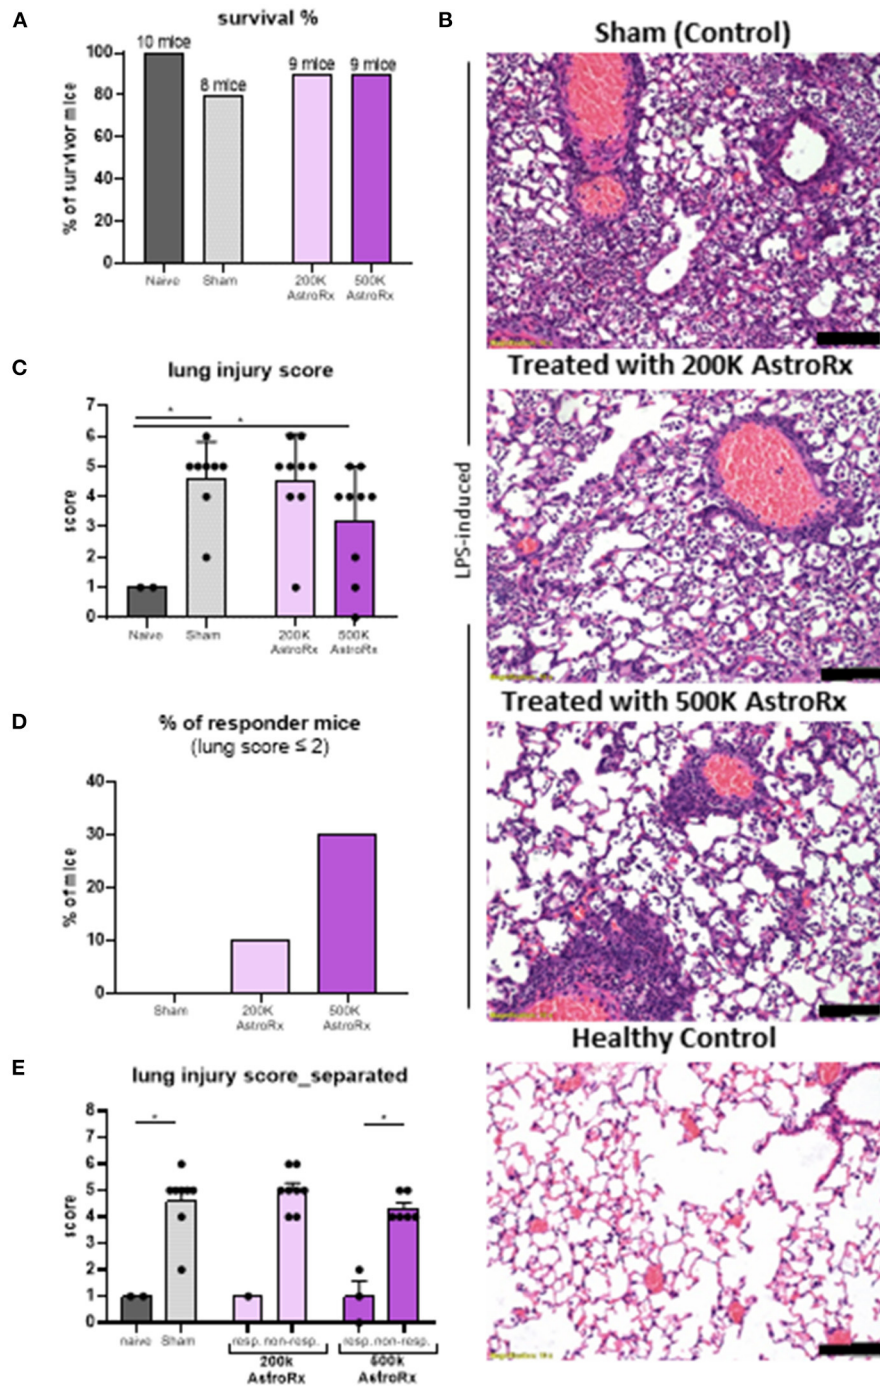 A
survival %
% of survivor mice
100
80
60
40
20
0
10 mice
8 mice
9 mice
9 mice
Naive
Sham
200K
AstroRx
500K
AstroRx
B
Sham (Control)
Treated with 200K AstroRx
Treated with 500K AstroRx
Healthy Control
LPS-induced
C
lung injury score
score
7
6
5
4
3
2
1
0
*
*
Naive
Sham
200K
AstroRx
500K
AstroRx
D
% of responder mice
(lung score ≤ 2)
% of mice
40
30
20
10
0
Sham
200K
AstroRx
500K
AstroRx
E
lung injury score_separated
score
8
7
6
5
4
3
2
1
0
*
*
naive
Sham
resp. non-resp.
resp. non-resp.
200k
AstroRx
500k
AstroRx